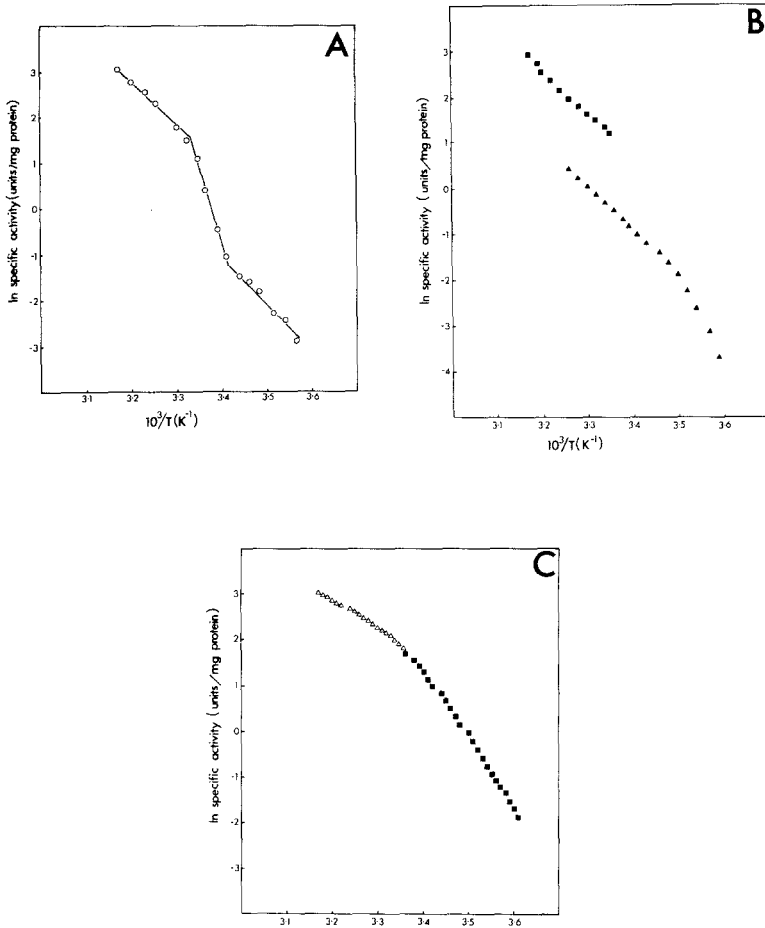 A
ln specific activity (units/mg protein)
3
2
1
0
-1
-2
-3
3·1 3·2 3·3 3·4 3·5 3·6
10³/T(K⁻¹)
B
ln specific activity ( units/mg protein)
3
2
1
0
-1
-2
-3
-4
3·1 3·2 3·3 3·4 3·5 3·6
10³/T(K⁻¹)
C
ln specific activity ( units/mg protein)
3
2
1
0
-1
-2
-3
3·1 3·2 3·3 3·4 3·5 3·6